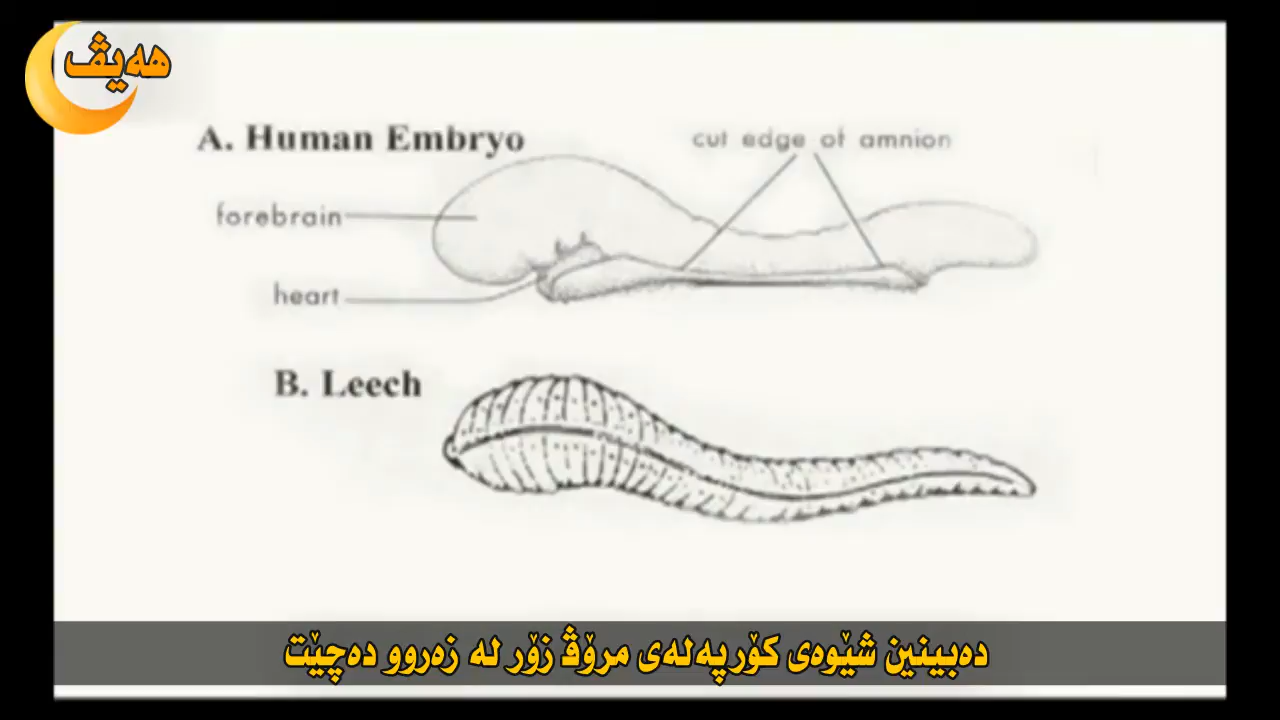 هەیڤ
A. Human Embryo
cut edge of amnion
forebrain
heart
B. Leech
دەبینین شێوەی کۆرپەلەی مرۆڤ زۆر لە زەروو دەچێت